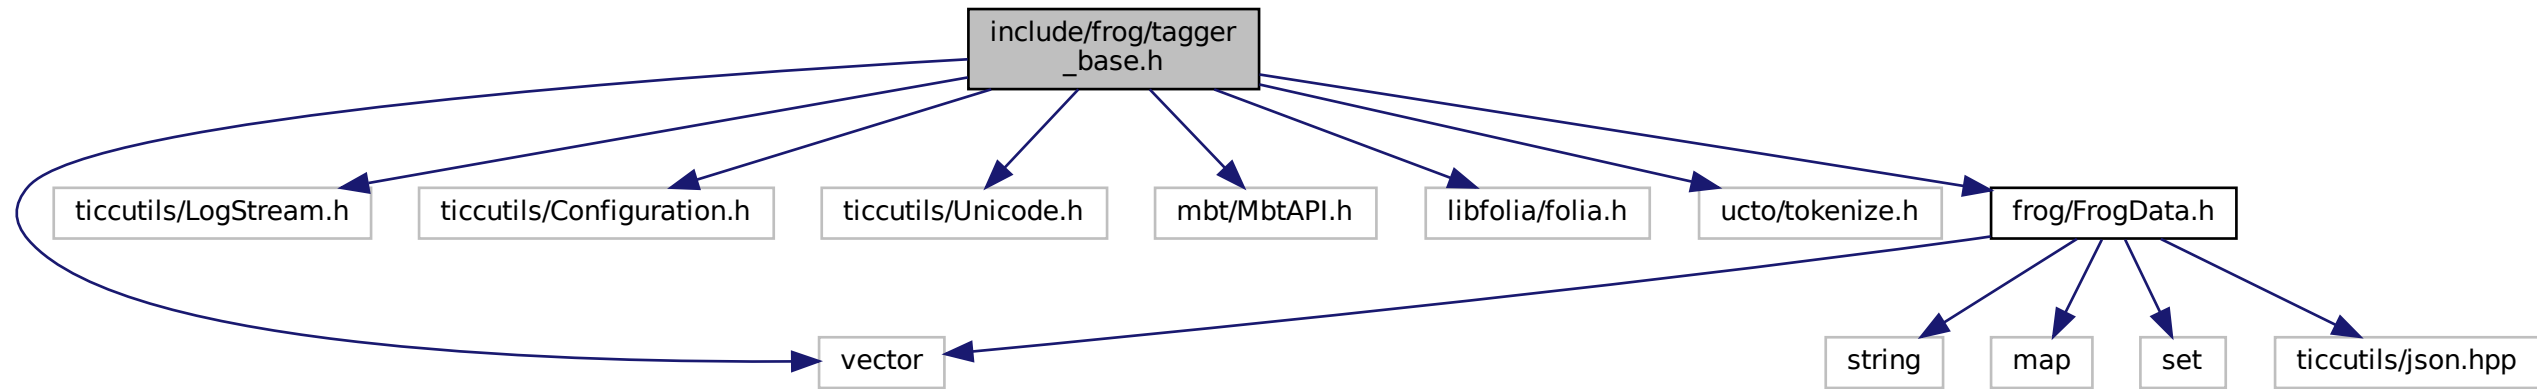 include/frog/tagger
_base.h
ticcutils/LogStream.h
ticcutils/Configuration.h
ticcutils/Unicode.h
mbt/MbtAPI.h
libfolia/folia.h
ucto/tokenize.h
frog/FrogData.h
vector
string
map
set
ticcutils/json.hpp